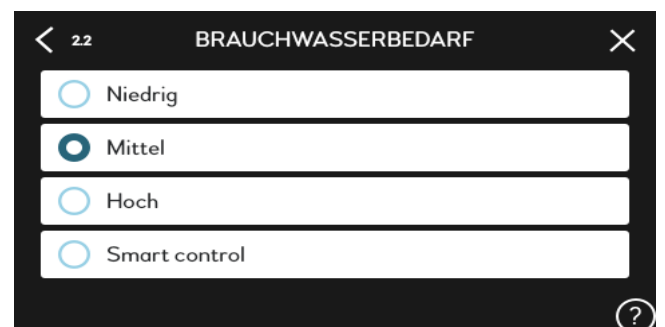 2.2 BRAUCHWASSERBEDARF
Niedrig
Mittel
Hoch
Smart control
?